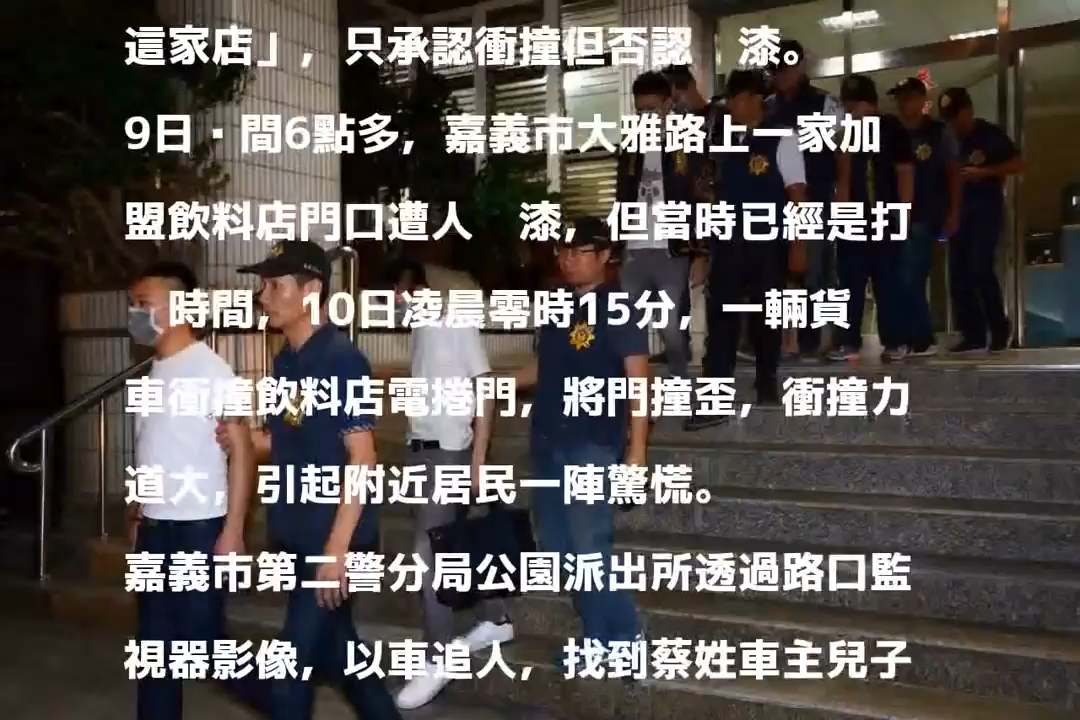 這家店」，只承認衝撞但否認 漆。
9日·間6點多，嘉義市大雅路上一家加
盟飲料店門口遭人 漆，但當時已經是打
時間，10日凌晨零時15分，一輛貨
車衝撞飲料店電捲門，將門撞歪，衝撞力
道大，引起附近居民一陣驚慌。
嘉義市第二警分局公園派出所透過路口監
視器影像，以車追人，找到蔡姓車主兒子